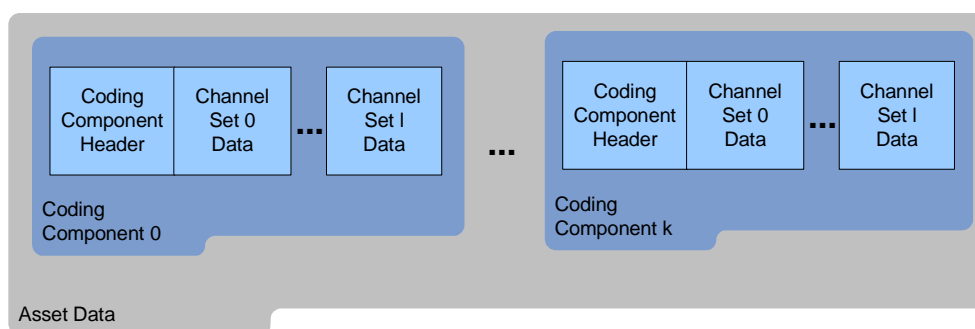 Coding
Component
Header
Channel
Set 0
Data
...
Channel
Set l
Data
Coding
Component 0
...
Coding
Component
Header
Channel
Set 0
Data
...
Channel
Set l
Data
Coding
Component k
Asset Data